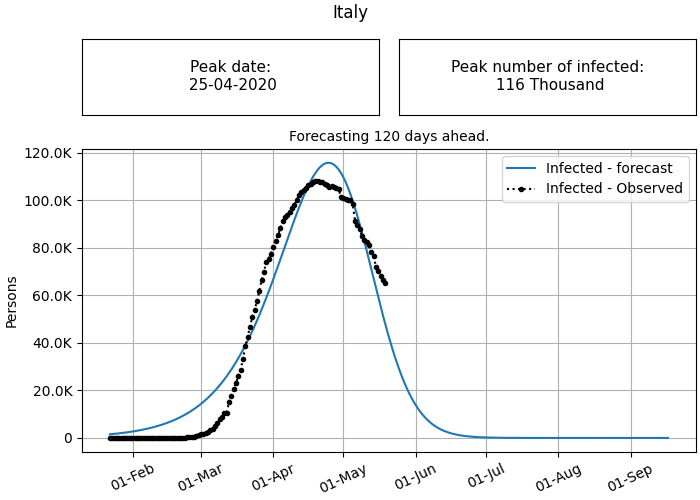 Italy
Peak date:
25-04-2020
Peak number of infected:
116 Thousand
Forecasting 120 days ahead.
120.0K
100.0K
80.0K
60.0K
40.0K
20.0K
0
Persons
Infected - forecast
Infected - Observed
01-Feb
01-Mar
01-Apr
01-May
01-Jun
01-Jul
01-Aug
01-Sep